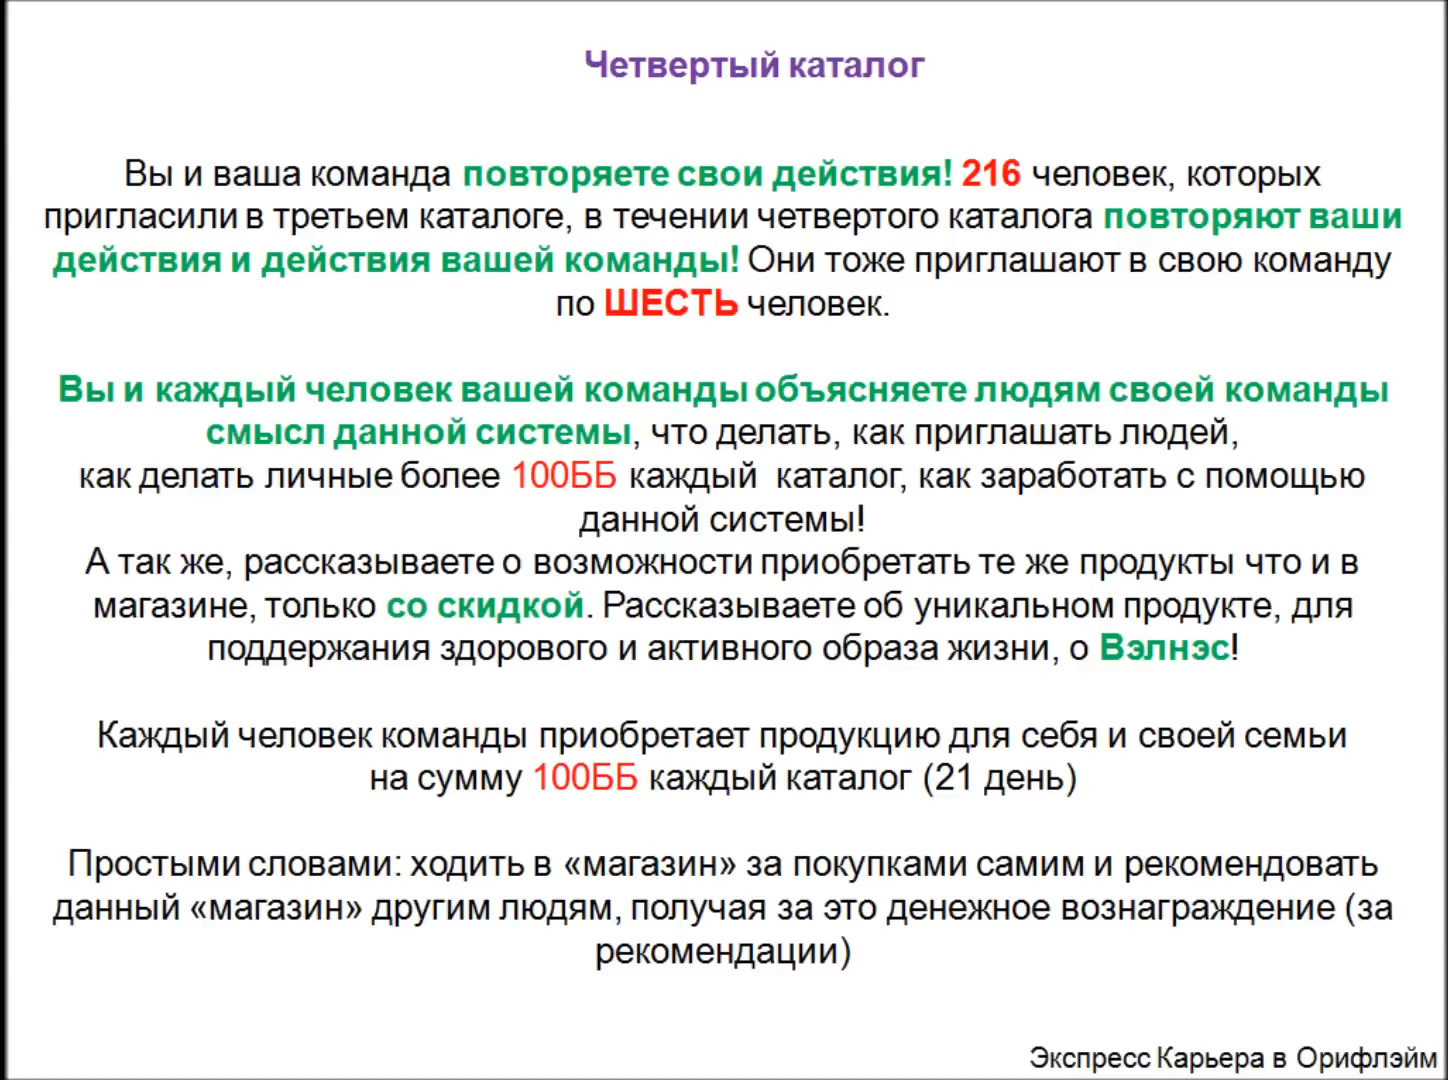 Четвертый каталог
Вы и ваша команда повторяете свои действия! 216 человек, которых
пригласили в третьем каталоге, в течении четвертого каталога повторяют ваши
действия и действия вашей команды! Они тоже приглашают в свою команду
по ШЕСТЬ человек.
Вы и каждый человек вашей команды объясняете людям своей команды
смысл данной системы, что делать, как приглашать людей,
как делать личные более 100ББ каждый каталог, как заработать с помощью
данной системы!
А так же, рассказываете о возможности приобретать те же продукты что и в
магазине, только со скидкой. Рассказываете об уникальном продукте, для
поддержания здорового и активного образа жизни, о Вэлнэс!
Каждый человек команды приобретает продукцию для себя и своей семьи
на сумму 100ББ каждый каталог (21 день)
Простыми словами: ходить в «магазин» за покупками самим и рекомендовать
данный «магазин» другим людям, получая за это денежное вознаграждение (за
рекомендации)
Экспресс Карьера в Орифлэйм